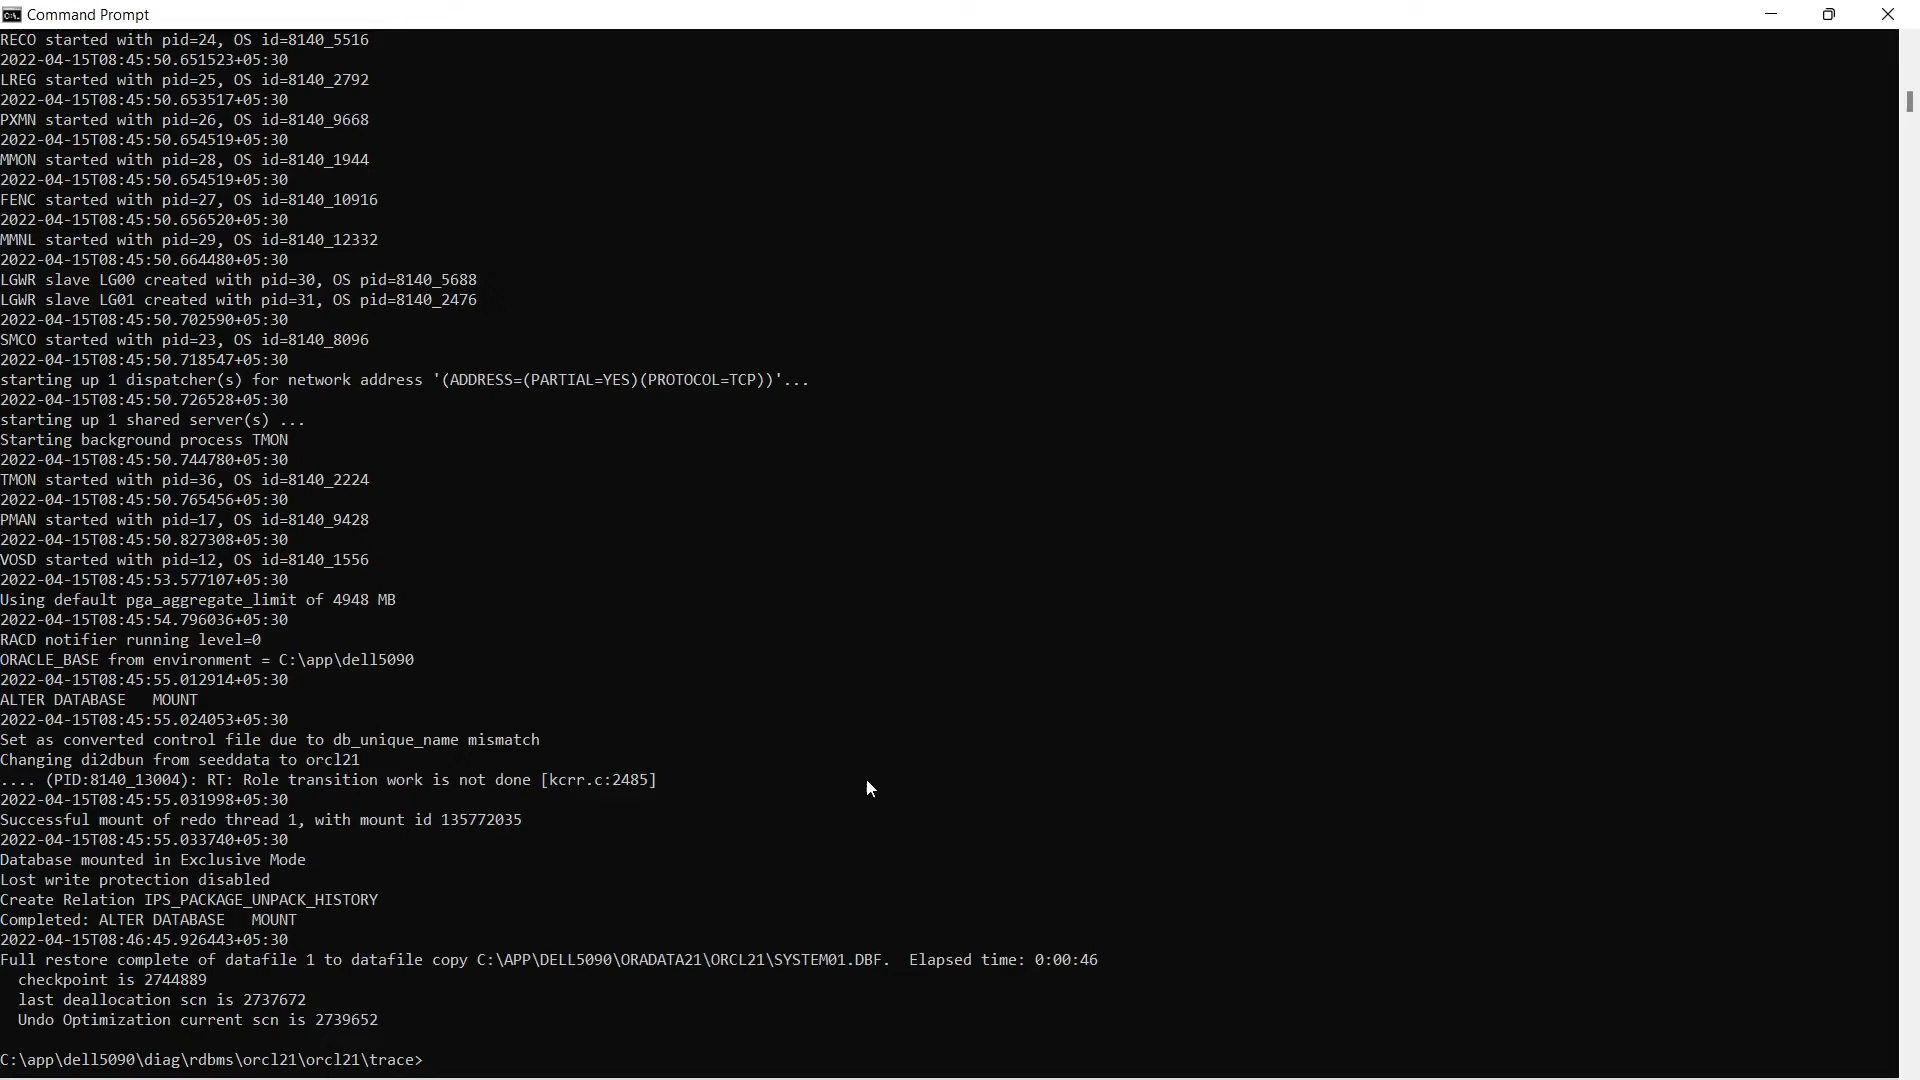 Command Prompt
RECO started with pid=24, OS id=8140_5516
2022-04-15T08:45:50.651523+05:30
LREG started with pid=25, OS id=8140_2792
2022-04-15T08:45:50.653517+05:30
PXMN started with pid=26, OS id=8140_9668
2022-04-15T08:45:50.654519+05:30
MMON started with pid=28, OS id=8140_1944
2022-04-15T08:45:50.654519+05:30
FENC started with pid=27, OS id=8140_10916
2022-04-15T08:45:50.656520+05:30
MMNL started with pid=29, OS id=8140_12332
2022-04-15T08:45:50.664480+05:30
LGWR slave LG00 created with pid=30, OS pid=8140_5688
LGWR slave LG01 created with pid=31, OS pid=8140_2476
2022-04-15T08:45:50.702590+05:30
SMCO started with pid=23, OS id=8140_8096
2022-04-15T08:45:50.718547+05:30
starting up 1 dispatcher(s) for network address '(ADDRESS=(PARTIAL=YES)(PROTOCOL=TCP))'...
2022-04-15T08:45:50.726528+05:30
starting up 1 shared server(s) ...
Starting background process TMON
2022-04-15T08:45:50.744780+05:30
TMON started with pid=36, OS id=8140_2224
2022-04-15T08:45:50.765456+05:30
PMAN started with pid=17, OS id=8140_9428
2022-04-15T08:45:50.827308+05:30
VOSD started with pid=12, OS id=8140_1556
2022-04-15T08:45:53.577107+05:30
Using default pga_aggregate_limit of 4948 MB
2022-04-15T08:45:54.796036+05:30
RACD notifier running level=0
ORACLE_BASE from environment = C:\app\dell5090
2022-04-15T08:45:55.012914+05:30
ALTER DATABASE   MOUNT
2022-04-15T08:45:55.024053+05:30
Set as converted control file due to db_unique_name mismatch
Changing di2dbun from seeddata to orcl21
.... (PID:8140_13004): RT: Role transition work is not done [kcrr.c:2485]
2022-04-15T08:45:55.031998+05:30
Successful mount of redo thread 1, with mount id 135772035
2022-04-15T08:45:55.033740+05:30
Database mounted in Exclusive Mode
Lost write protection disabled
Create Relation IPS_PACKAGE_UNPACK_HISTORY
Completed: ALTER DATABASE   MOUNT
2022-04-15T08:46:45.926443+05:30
Full restore complete of datafile 1 to datafile copy C:\APP\DELL5090\ORADATA21\ORCL21\SYSTEM01.DBF.  Elapsed time: 0:00:46
  checkpoint is 2744889
  last deallocation scn is 2737672
  Undo Optimization current scn is 2739652
C:\app\dell5090\diag\rdbms\orcl21\orcl21\trace>